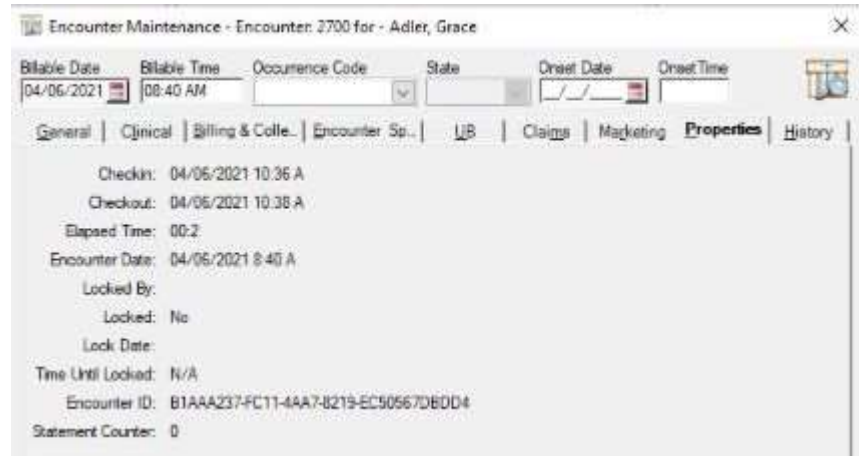 Encounter Maintenance - Encounter: 2700 for - Adler, Grace
Billable Date Billable Time Occurrence Code State Onset Date Onset Time
04/06/2021 08:40 AM _/_/___
General Clinical Billing & Colle... Encounter Sp... UB Claims Marketing Properties History
Checkin: 04/06/2021 10:36 A
Checkout: 04/06/2021 10:38 A
Elapsed Time: 00:2
Encounter Date: 04/06/2021 8:40 A
Locked By:
Locked: No
Lock Date:
Time Until Locked: N/A
Encounter ID: B1AAA237-FC11-4AA7-8219-EC50567DBDD4
Statement Counter: 0